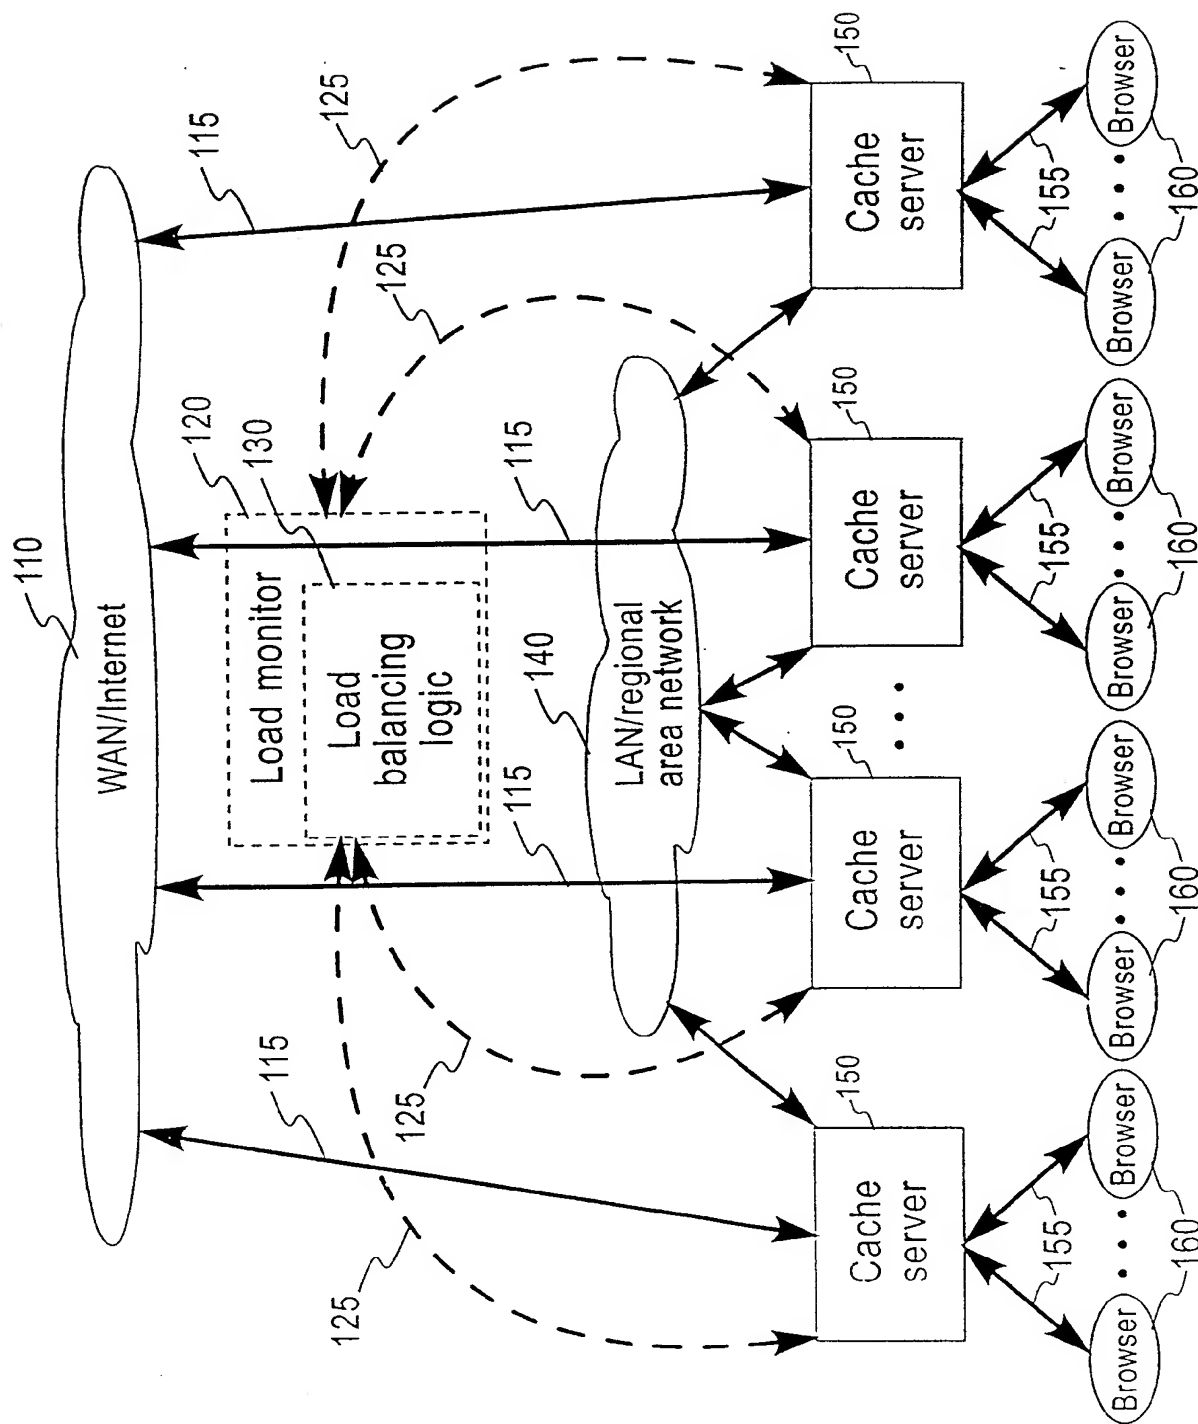 110
WAN/Internet
120
115
115
Load monitor
130
125
125
Load
balancing
logic
125
125
115
140
115
LAN/regional
area network
150
150
150
150
Cache
server
Cache
server
Cache
server
Cache
server
155
155
155
155
Browser
Browser
Browser
Browser
Browser
Browser
Browser
Browser
160
160
160
160